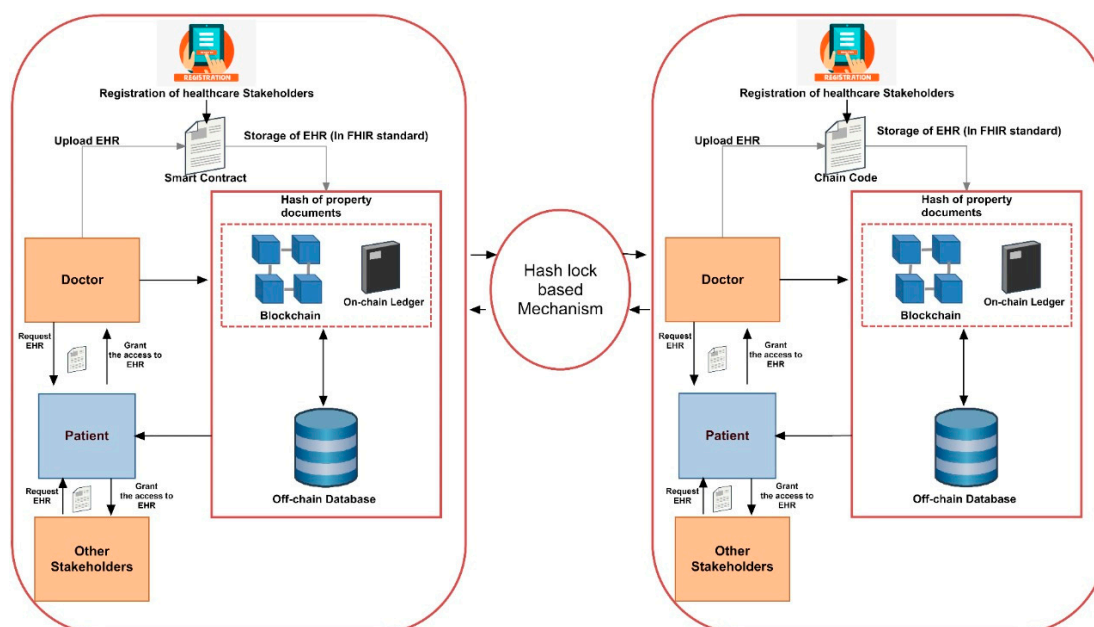 REGISTRATION
Registration of healthcare Stakeholders
Upload EHR
Storage of EHR (In FHIR standard)
Smart Contract
Hash of property
documents
Blockchain
On-chain Ledger
Doctor
Request
EHR
Grant
the access to
EHR
Patient
Request
EHR
Grant
the access to
EHR
Off-chain Database
Other
Stakeholders
Hash lock
based
Mechanism
REGISTRATION
Registration of healthcare Stakeholders
Upload EHR
Storage of EHR (In FHIR standard)
Chain Code
Hash of property
documents
Blockchain
On-chain Ledger
Doctor
Request
EHR
Grant
the access to
EHR
Patient
Request
EHR
Grant
the access to
EHR
Off-chain Database
Other
Stakeholders